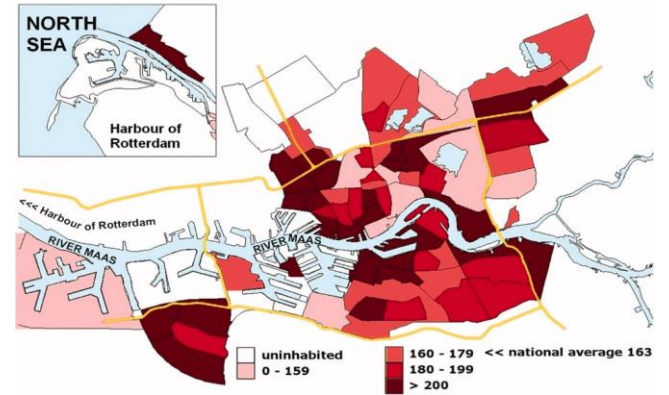 NORTH
SEA
Harbour of
Rotterdam
<<< Harbour of Rotterdam
RIVER MAAS
RIVER MAAS
uninhabited
0 - 159
160 - 179 << national average 163
180 - 199
> 200